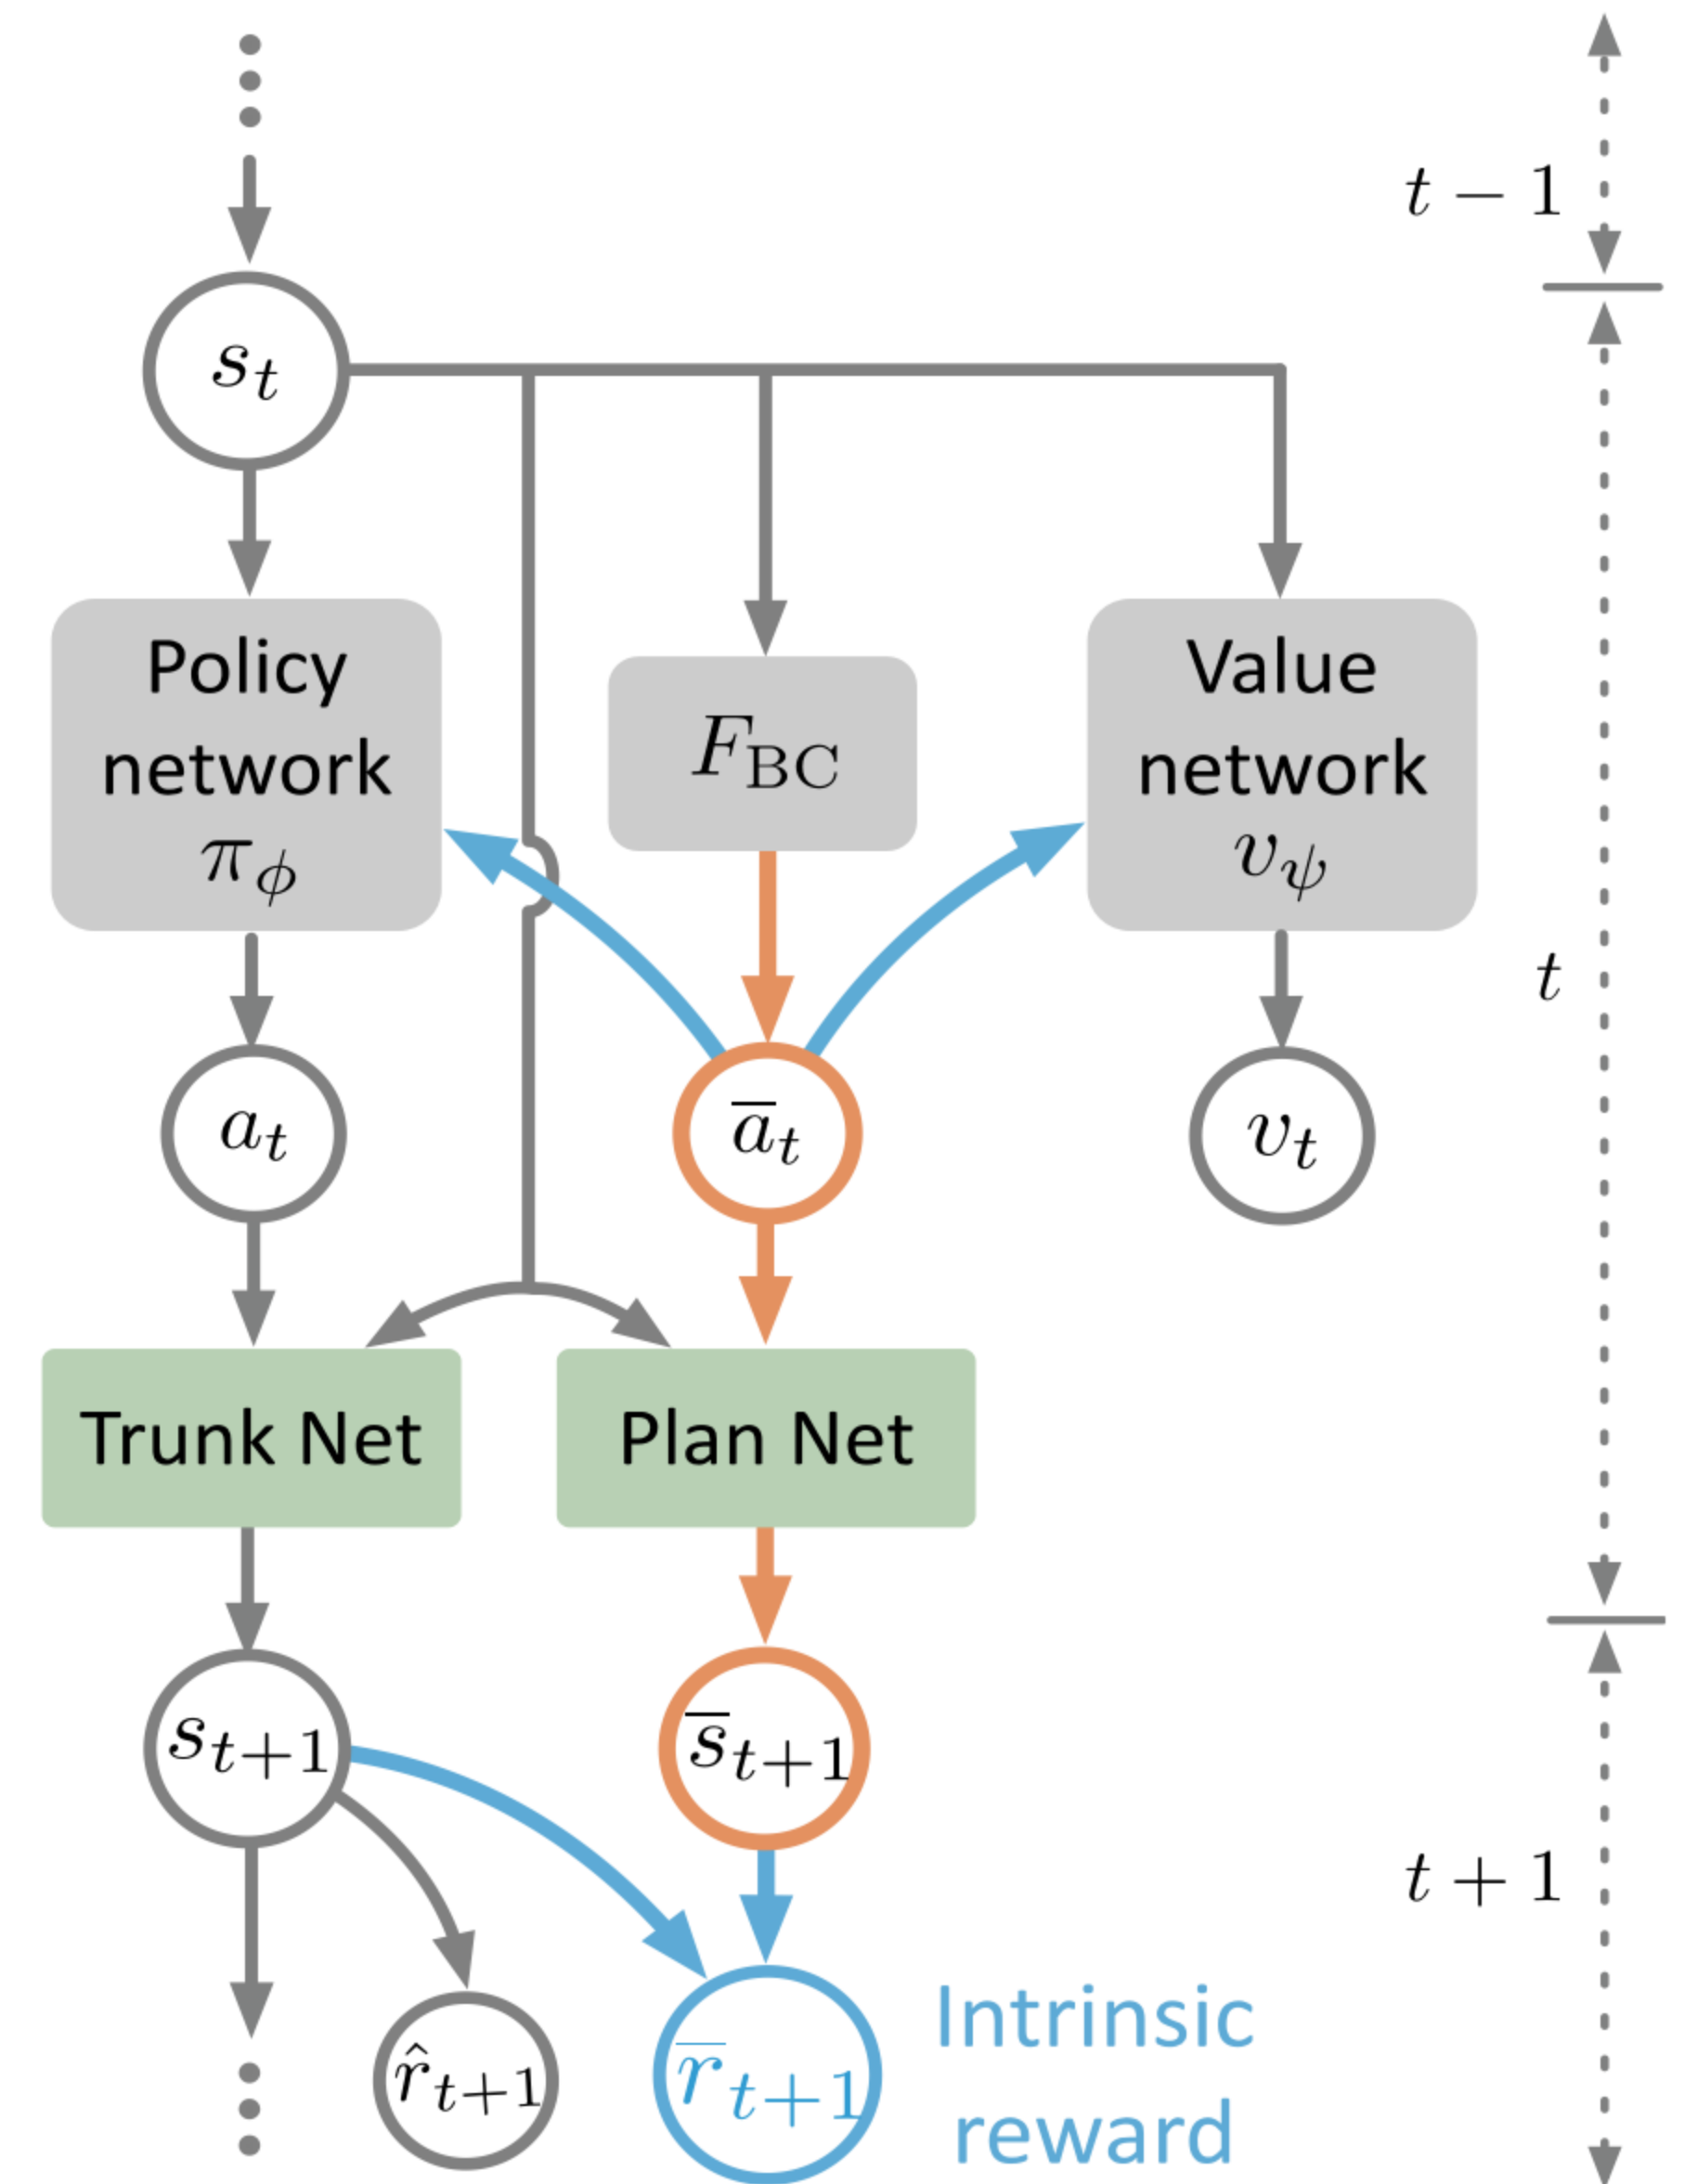 t − 1
s_t
Policy
network
π_ϕ
F_BC
Value
network
v_ψ
t
a_t
a̅_t
v_t
Trunk Net
Plan Net
s_{t+1}
s̅_{t+1}
t + 1
r̂_{t+1}
r̅_{t+1}
Intrinsic
reward